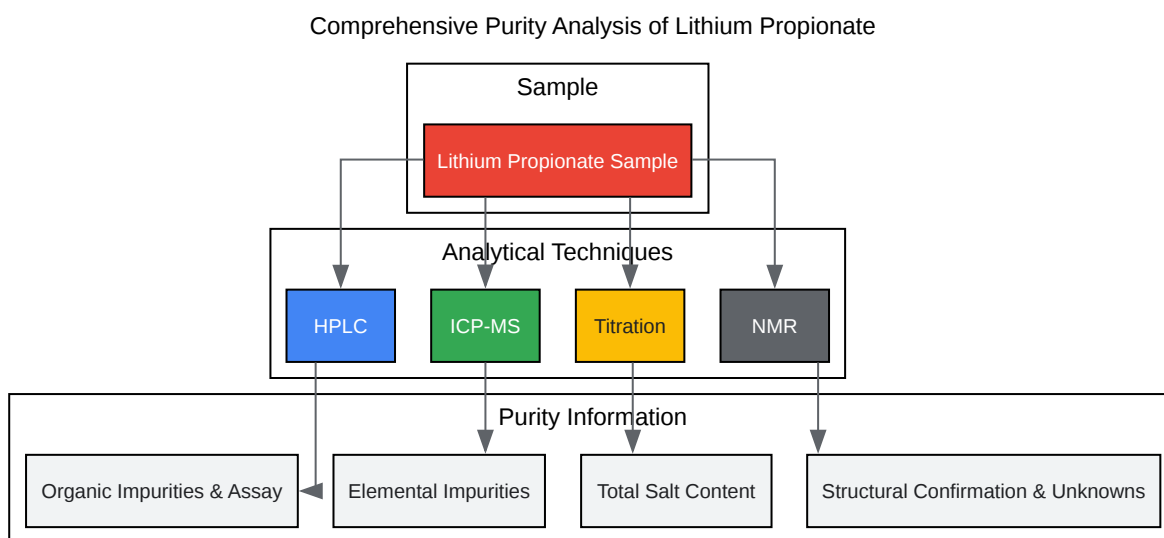 Comprehensive Purity Analysis of Lithium Propionate
Sample
Lithium Propionate Sample
Analytical Techniques
HPLC
ICP-MS
Titration
NMR
Purity Information
Organic Impurities & Assay
Elemental Impurities
Total Salt Content
Structural Confirmation & Unknowns